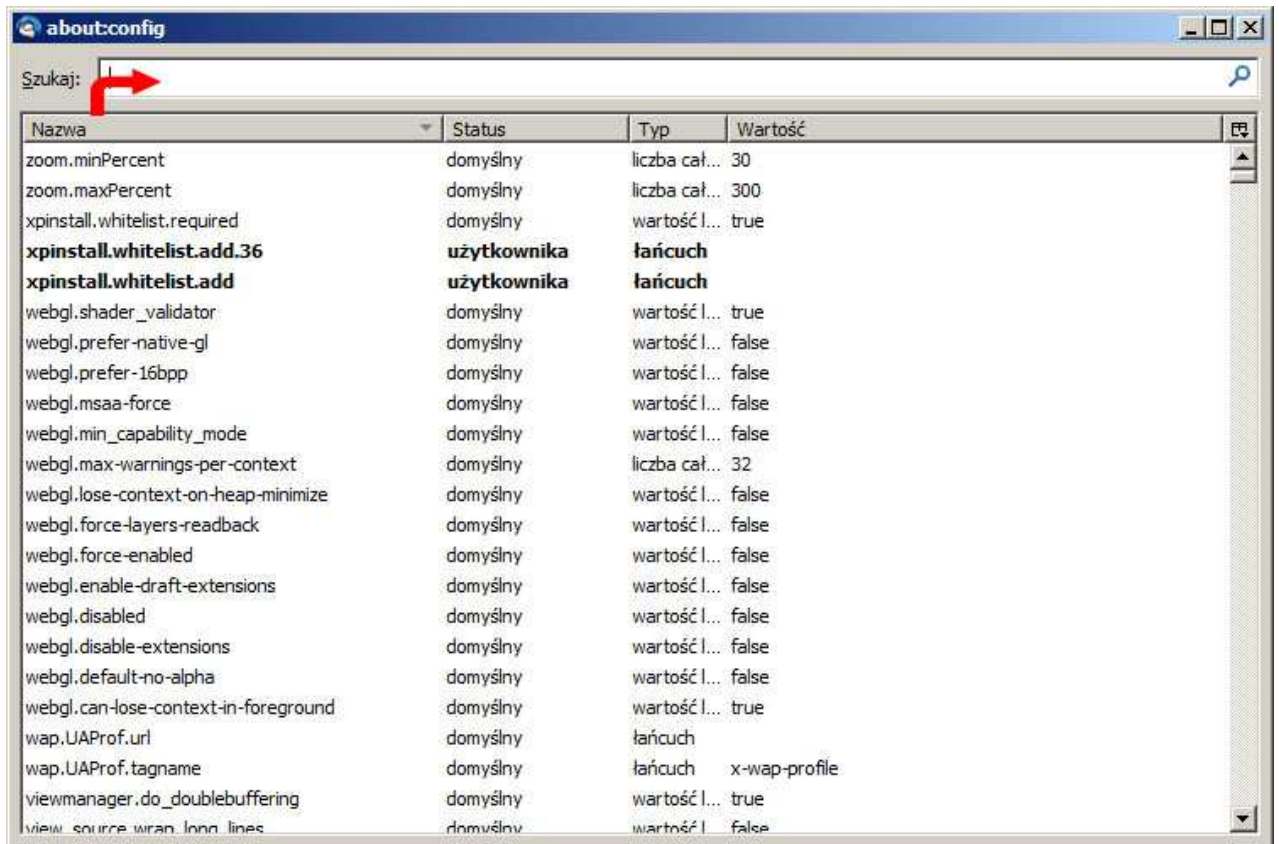 about:config
Szukaj:
Nazwa Status Typ Wartość
zoom.minPercent domyślny liczba cał... 30
zoom.maxPercent domyślny liczba cał... 300
xpinstall.whitelist.required domyślny wartość l... true
xpinstall.whitelist.add.36 użytkownika łańcuch
xpinstall.whitelist.add użytkownika łańcuch
webgl.shader_validator domyślny wartość l... true
webgl.prefer-native-gl domyślny wartość l... false
webgl.prefer-16bpp domyślny wartość l... false
webgl.msaa-force domyślny wartość l... false
webgl.min_capability_mode domyślny wartość l... false
webgl.max-warnings-per-context domyślny liczba cał... 32
webgl.lose-context-on-heap-minimize domyślny wartość l... false
webgl.force-layers-readback domyślny wartość l... false
webgl.force-enabled domyślny wartość l... false
webgl.enable-draft-extensions domyślny wartość l... false
webgl.disabled domyślny wartość l... false
webgl.disable-extensions domyślny wartość l... false
webgl.default-no-alpha domyślny wartość l... false
webgl.can-lose-context-in-foreground domyślny wartość l... true
wap.UAProf.url domyślny łańcuch
wap.UAProf.tagname domyślny łańcuch x-wap-profile
viewmanager.do_doublebuffering domyślny wartość l... true
view_source.wrap_long_lines domyślny wartość l... false